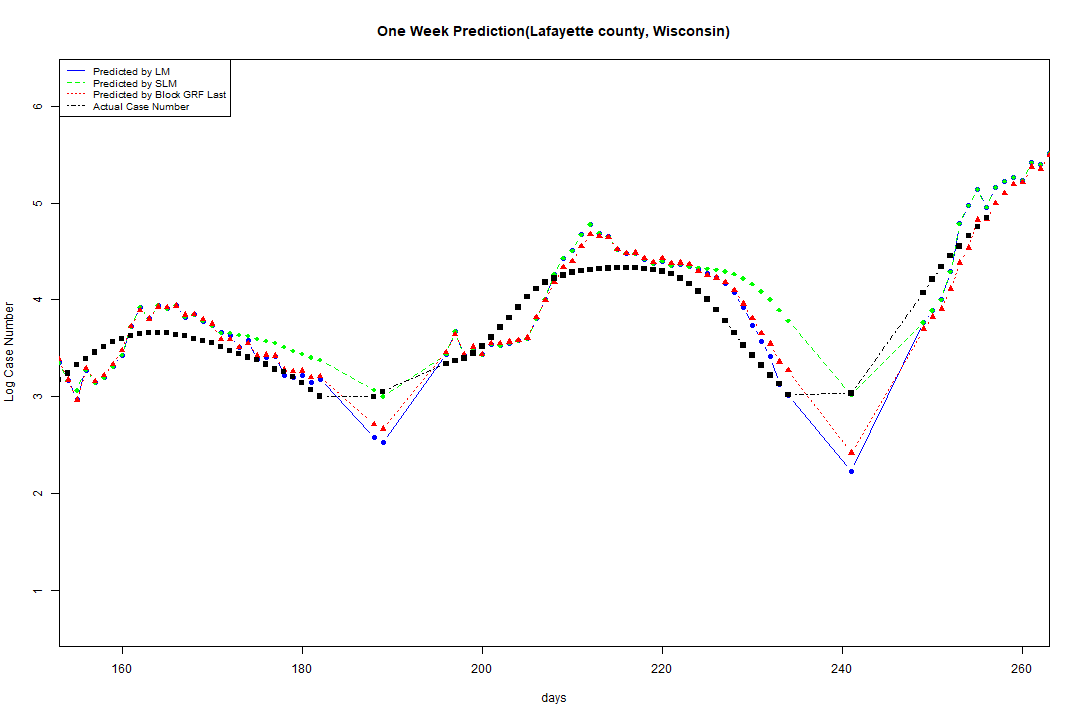 One Week Prediction(Lafayette county, Wisconsin)
Predicted by LM
Predicted by SLM
Predicted by Block GRF Last
Actual Case Number
6
5
4
3
2
1
Log Case Number
160
180
200
220
240
260
days